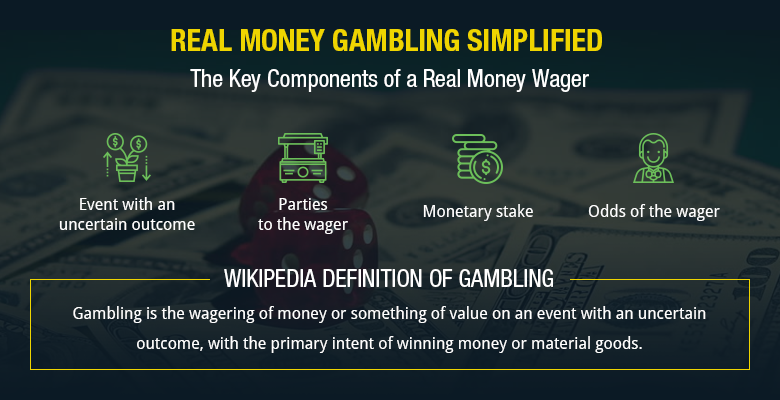 REAL MONEY GAMBLING SIMPLIFIED
The Key Components of a Real Money Wager
Event with an
uncertain outcome
Parties
to the wager
Monetary stake
Odds of the wager
WIKIPEDIA DEFINITION OF GAMBLING
Gambling is the wagering of money or something of value on an event with an uncertain
outcome, with the primary intent of winning money or material goods.